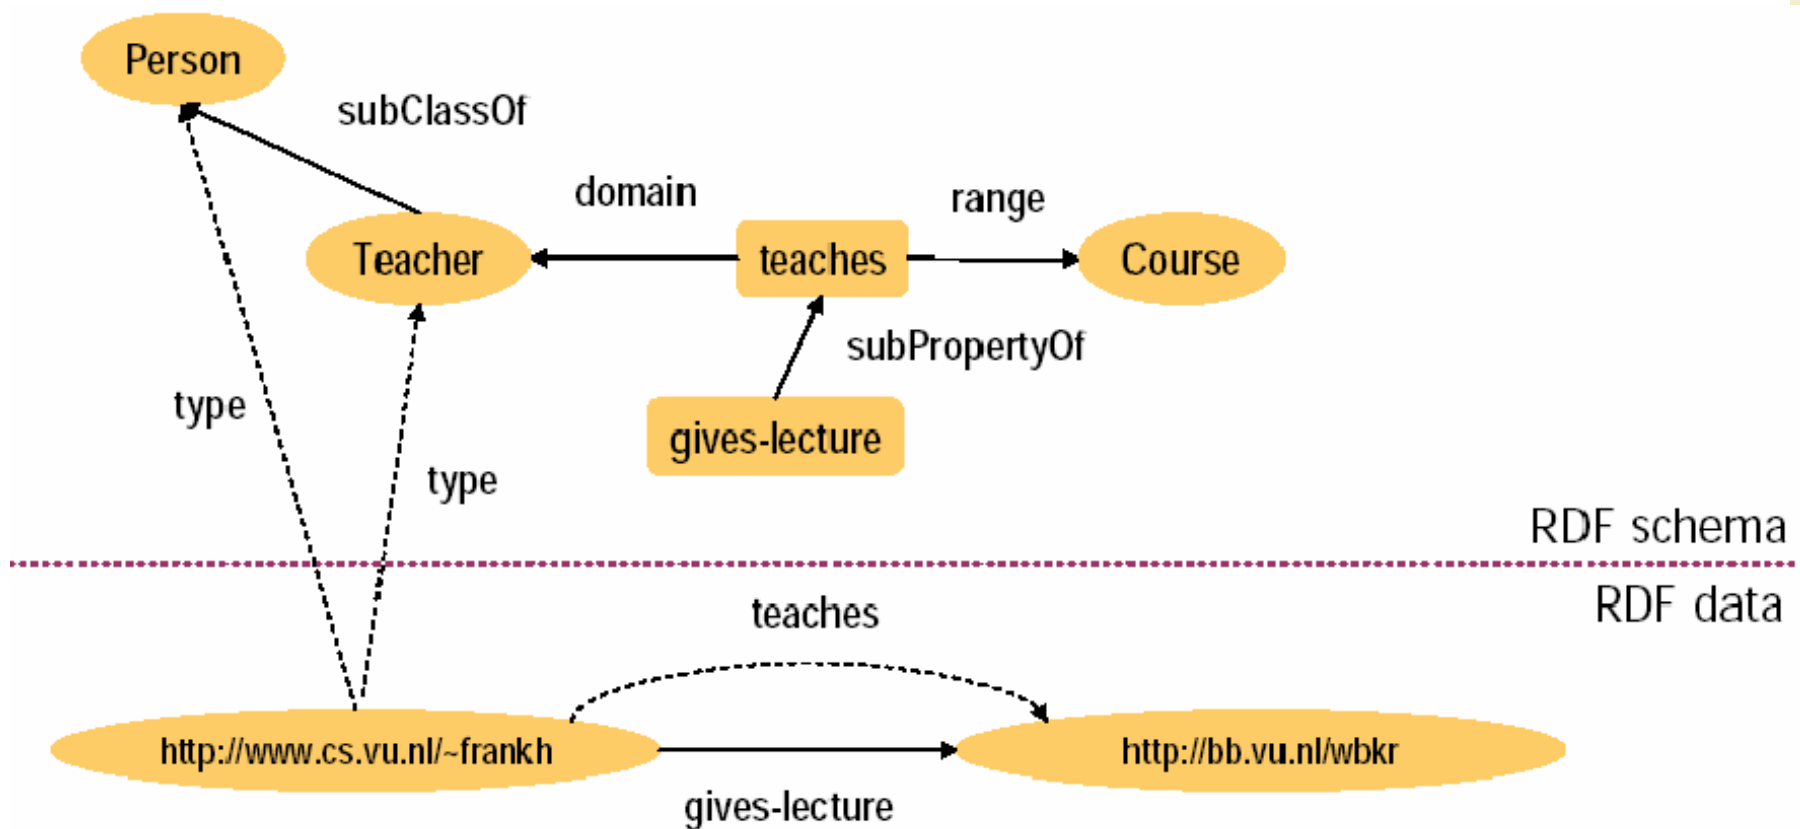 Person
subClassOf
domain
range
Teacher
teaches
Course
subPropertyOf
type
gives-lecture
type
RDF schema
RDF data
teaches
http://www.cs.vu.nl/~frankh
http://bb.vu.nl/wbkr
gives-lecture